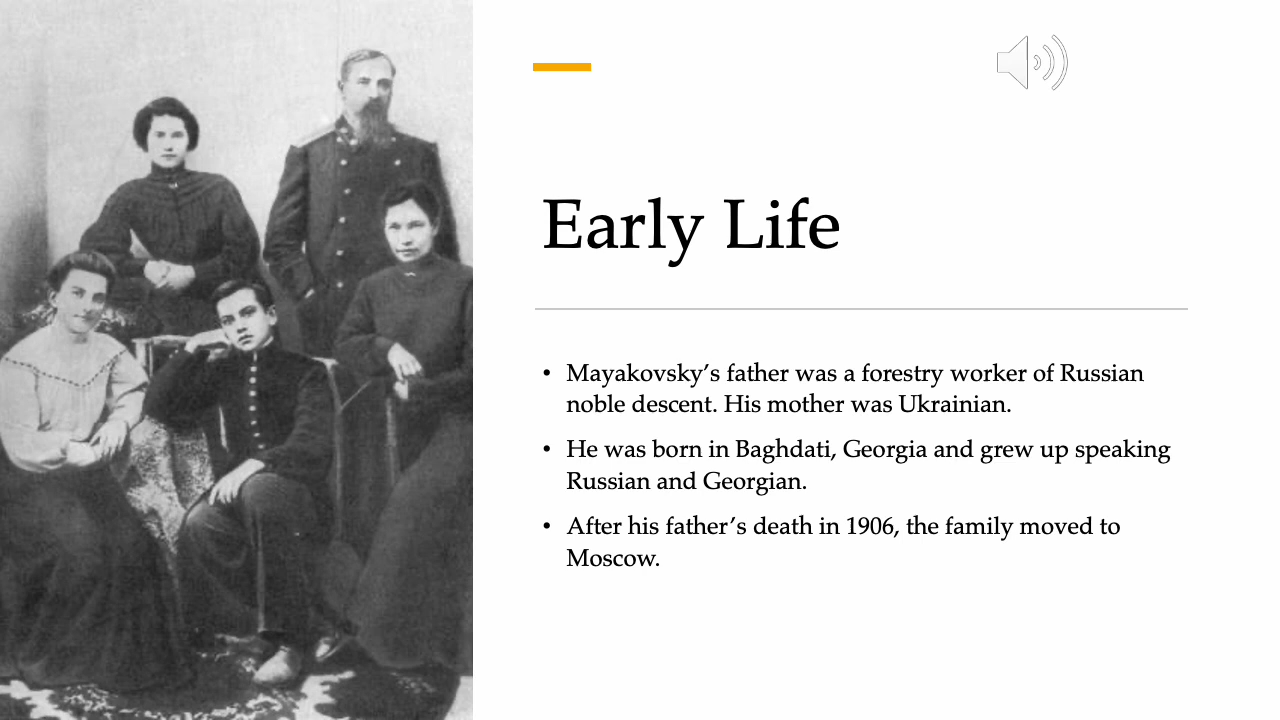 Early Life
• Mayakovsky’s father was a forestry worker of Russian
noble descent. His mother was Ukrainian.
• He was born in Baghdati, Georgia and grew up speaking
Russian and Georgian.
• After his father’s death in 1906, the family moved to
Moscow.